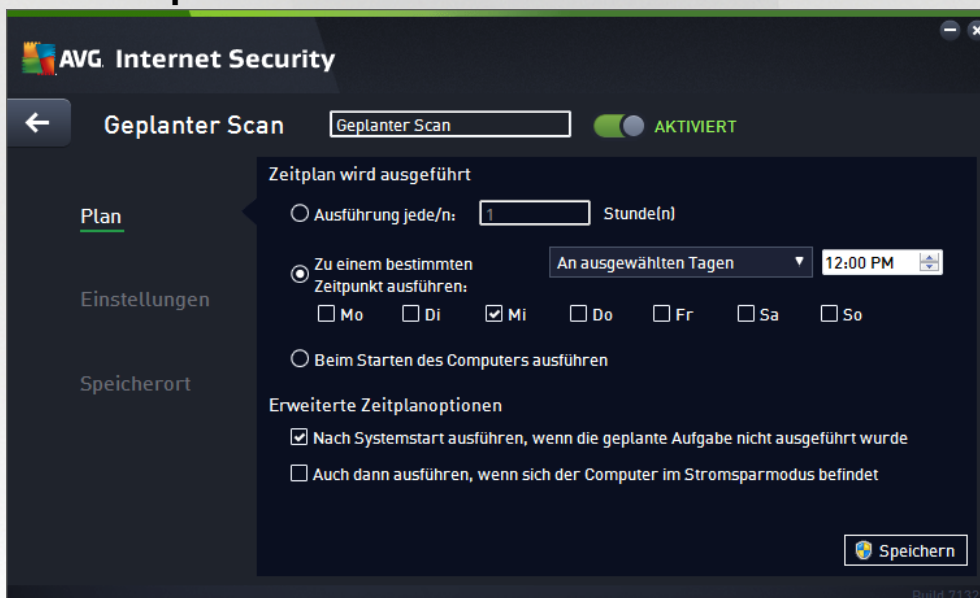 AVG. Internet Security
Geplanter Scan
Geplanter Scan
AKTIVIERT
Plan
Einstellungen
Speicherort
Zeitplan wird ausgeführt
Ausführung jede/n: 1 Stunde(n)
Zu einem bestimmten
Zeitpunkt ausführen:
An ausgewählten Tagen
12:00 PM
Mo Di Mi Do Fr Sa So
Beim Starten des Computers ausführen
Erweiterte Zeitplanoptionen
Nach Systemstart ausführen, wenn die geplante Aufgabe nicht ausgeführt wurde
Auch dann ausführen, wenn sich der Computer im Stromsparmodus befindet
Speichern
Build